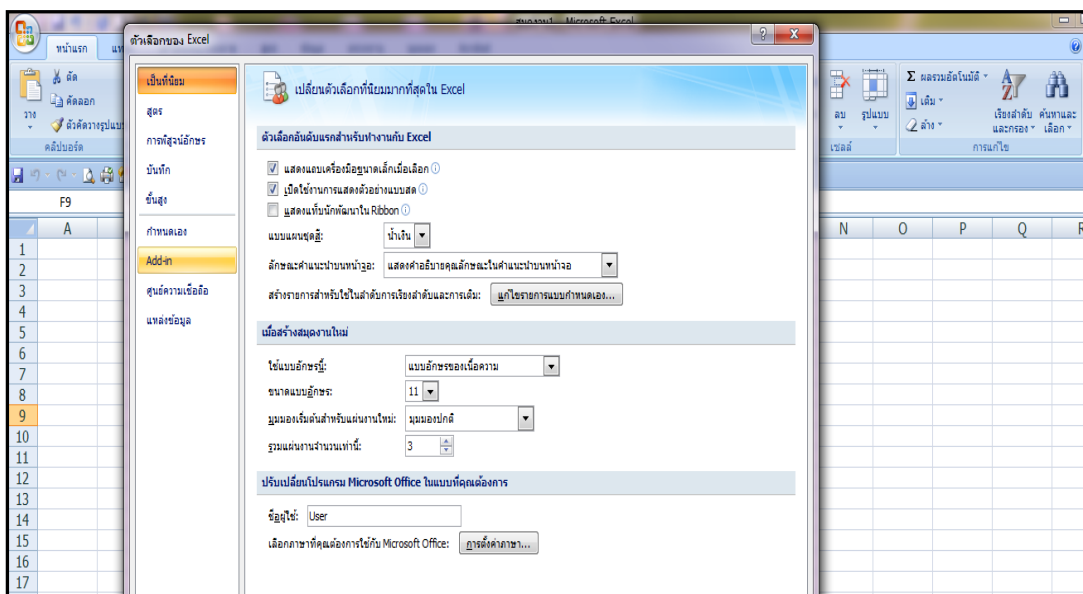 สมุดงาน1 Microsoft Excel
ตัวเลือกของ Excel
หน้าแรก
ตัด
คัดลอก
วาง
คลิปบอร์ด
F9
เป็นที่นิยม
สูตร
การพิสูจน์อักษร
บันทึก
ขั้นสูง
กำหนดเอง
Add-in
ศูนย์ความเชื่อถือ
แหล่งข้อมูล
เปลี่ยนตัวเลือกที่นิยมมากที่สุดใน Excel
ตัวเลือกอันดับแรกสำหรับทำงานกับ Excel
แสดงแถบเครื่องมือขนาดเล็กเมื่อเลือก
เปิดใช้งานการแสดงตัวอย่างแบบสด
แสดงแท็บนักพัฒนาใน Ribbon
แบบแผนชุดสี: น้ำเงิน
ลักษณะคำแนะนำบนหน้าจอ: แสดงคำอธิบายคุณลักษณะในคำแนะนำบนหน้าจอ
สร้างรายการสำหรับใช้ในลำดับการเรียงลำดับและการเติม: แก้ไขรายการแบบกำหนดเอง...
เมื่อสร้างสมุดงานใหม่
ใช้แบบอักษรนี้: แบบอักษรของเนื้อความ
ขนาดแบบอักษร: 11
มุมมองเริ่มต้นสำหรับแผ่นงานใหม่: มุมมองปกติ
รวมแผ่นงานจำนวนเท่านี้: 3
ปรับเปลี่ยนโปรแกรม Microsoft Office ในแบบที่คุณต้องการ
ชื่อผู้ใช้: User
เลือกภาษาที่คุณต้องการใช้กับ Microsoft Office: การตั้งค่าภาษา...
ลบ รูปแบบ
เซลล์
Σ ผลรวมอัตโนมัติ
เติม
ล้าง
เรียงลำดับ
และกรอง
ค้นหาและ
เลือก
การแก้ไข
A N O P Q R
1
2
3
4
5
6
7
8
9
10
11
12
13
14
15
16
17